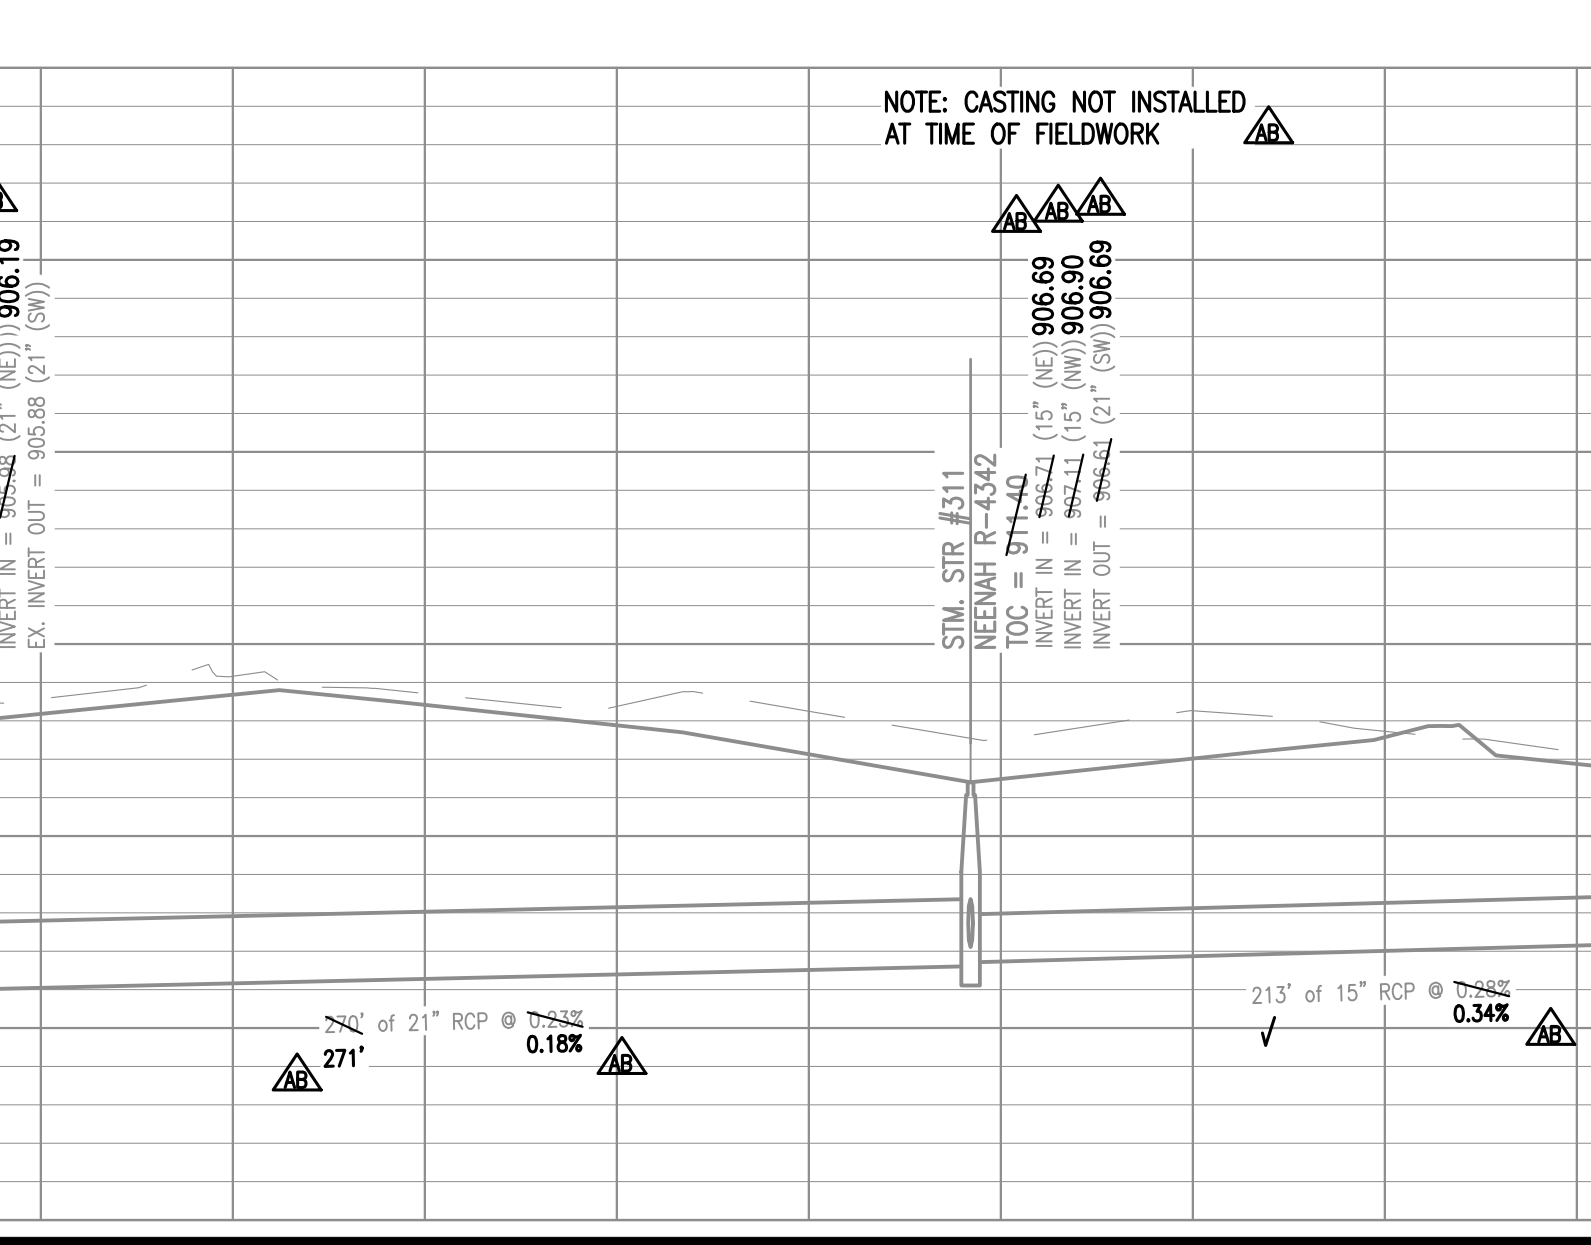 NOTE: CASTING NOT INSTALLED
AT TIME OF FIELDWORK
AB
AB
AB
AB
INVERT IN = 905.98 (21" (NE))) 906.19
EX. INVERT OUT = 905.88 (21" (SW))
STM. STR #311
NEENAH R-4342
TOC = 911.40
INVERT IN = 906.71 (15" (NE)) 906.69
INVERT IN = 907.11 (15" (NW)) 906.90
INVERT OUT = 906.61 (21" (SW)) 906.69
270' of 21" RCP @ 0.23%
271'
0.18%
AB
AB
213' of 15" RCP @ 0.28%
0.34%
AB